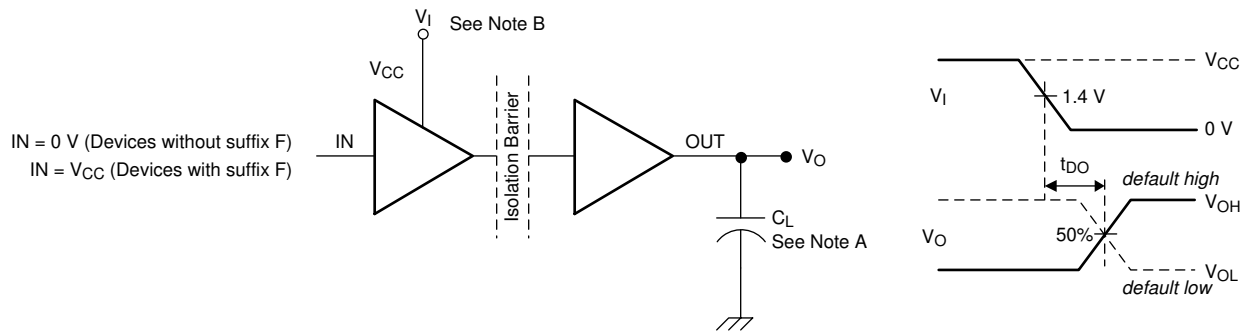 V_I
See Note B
V_CC
Isolation Barrier
IN = 0 V (Devices without suffix F)
IN = V_CC (Devices with suffix F)
IN
OUT
V_O
C_L
See Note A
V_CC
V_I
1.4 V
0 V
t_DO
default high
V_OH
V_O
50%
V_OL
default low